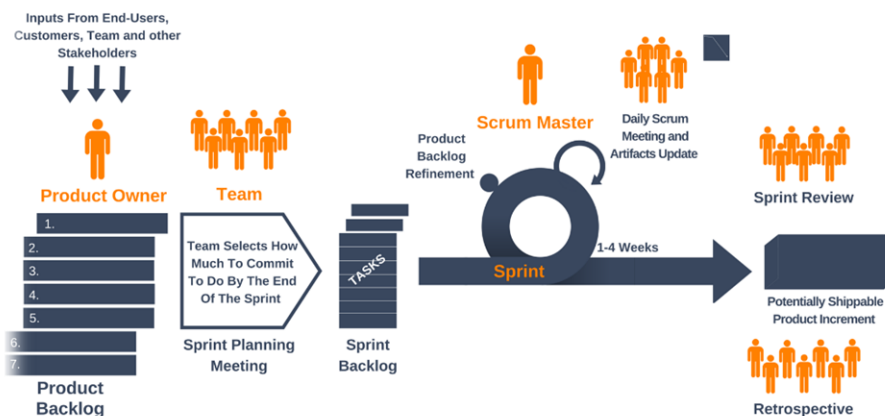 Inputs From End-Users,
Customers, Team and other
Stakeholders
Product Owner
1.
2.
3.
4.
5.
6.
7.
Product
Backlog
Team
Team Selects How
Much To Commit
To Do By The End
Of The Sprint
Sprint Planning
Meeting
TASKS
Sprint
Backlog
Scrum Master
Product
Backlog
Refinement
Daily Scrum
Meeting and
Artifacts Update
1-4 Weeks
Sprint
Sprint Review
Potentially Shippable
Product Increment
Retrospective